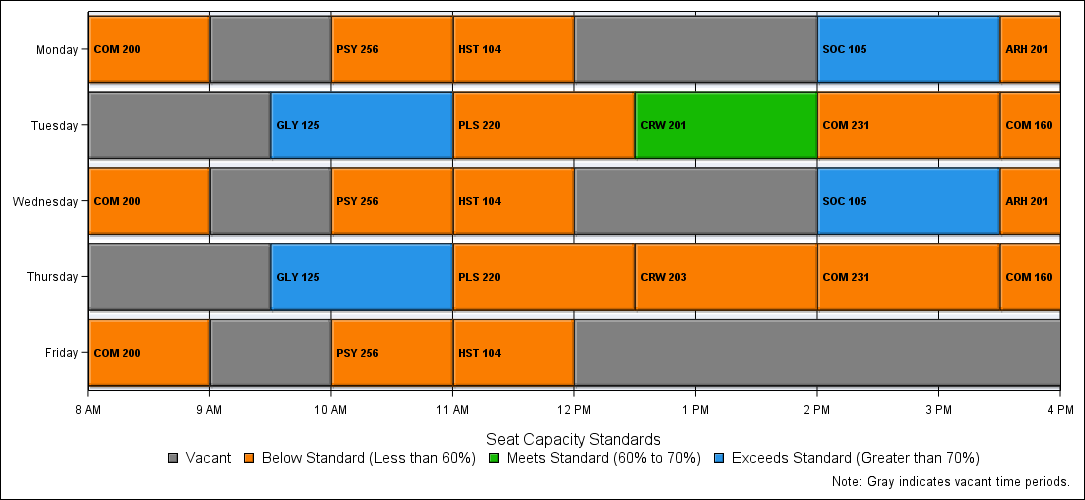 Monday COM 200 PSY 256 HST 104 SOC 105 ARH 201
Tuesday GLY 125 PLS 220 CRW 201 COM 231 COM 160
Wednesday COM 200 PSY 256 HST 104 SOC 105 ARH 201
Thursday GLY 125 PLS 220 CRW 203 COM 231 COM 160
Friday COM 200 PSY 256 HST 104
8 AM 9 AM 10 AM 11 AM 12 PM 1 PM 2 PM 3 PM 4 PM
Seat Capacity Standards
Vacant Below Standard (Less than 60%) Meets Standard (60% to 70%) Exceeds Standard (Greater than 70%)
Note: Gray indicates vacant time periods.